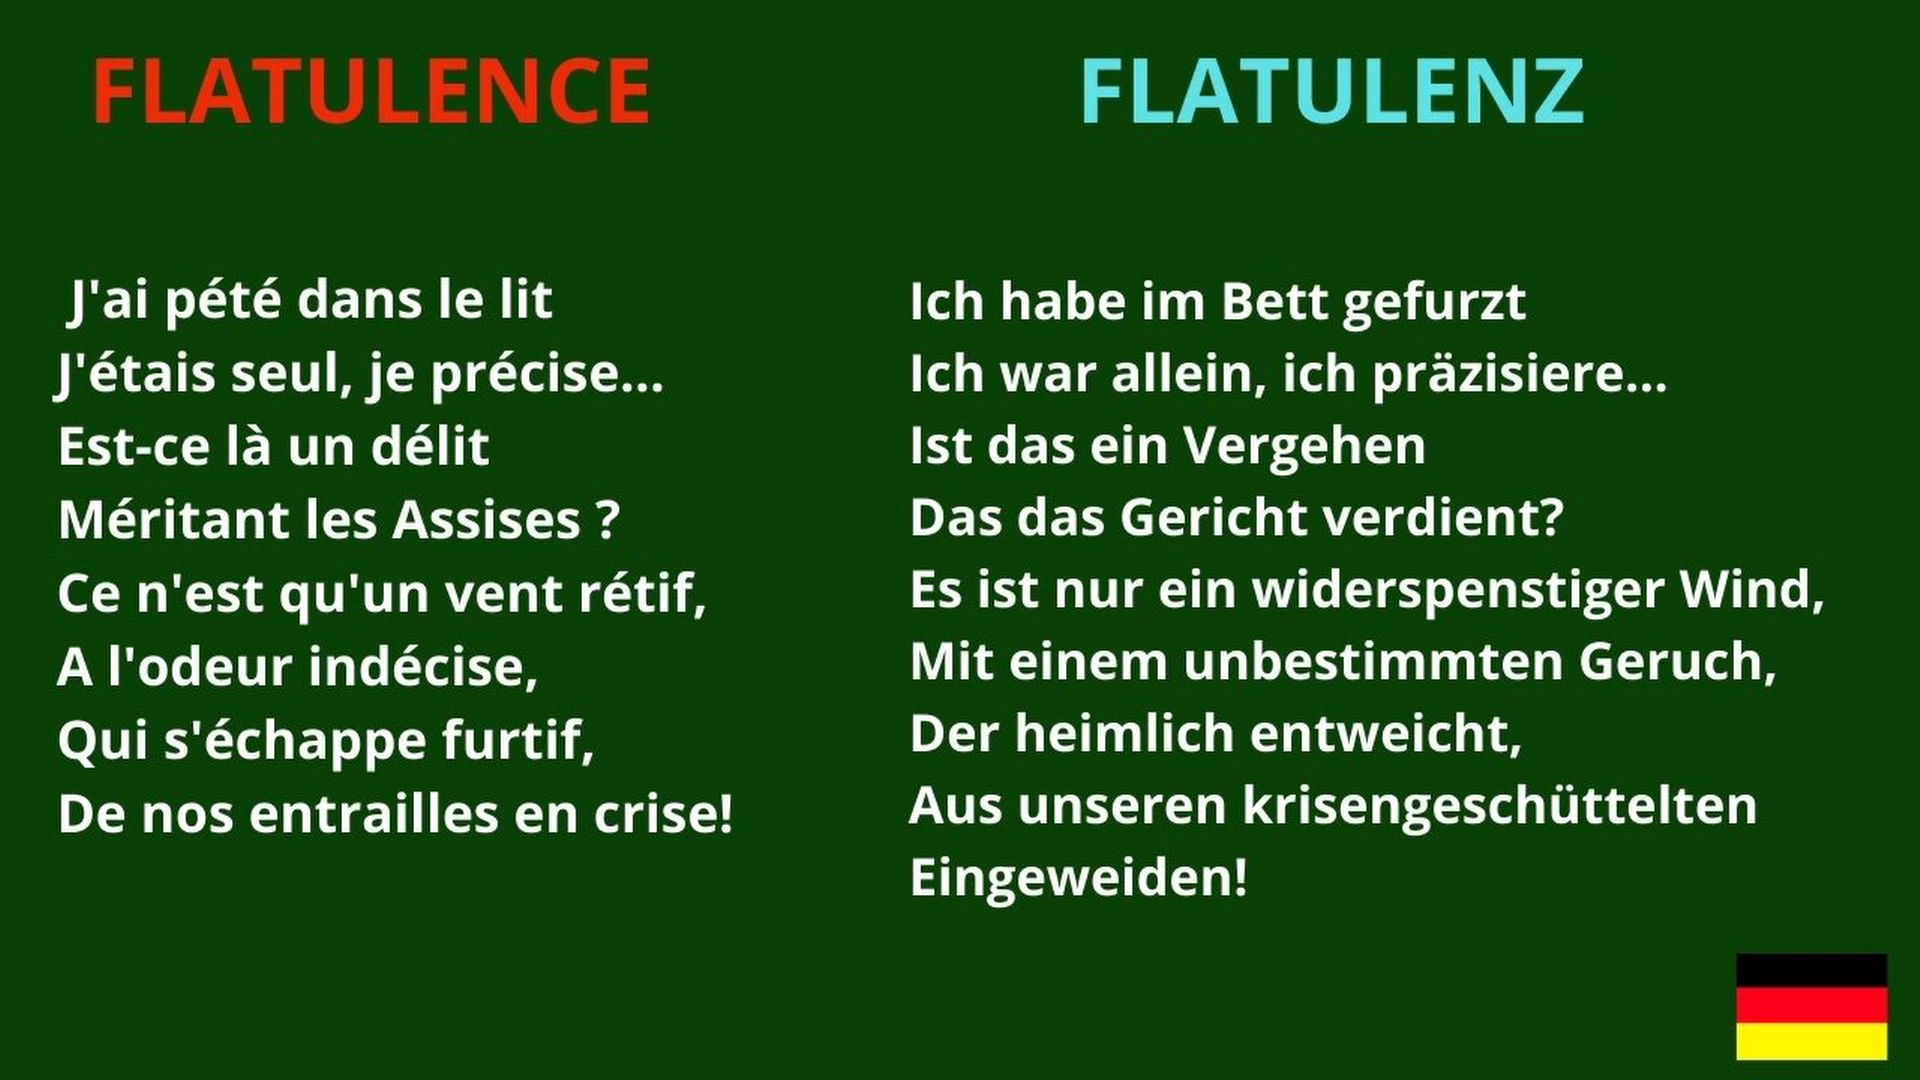 FLATULENCE
J'ai pété dans le lit
J'étais seul, je précise...
Est-ce là un délit
Méritant les Assises ?
Ce n'est qu'un vent rétif,
A l'odeur indécise,
Qui s'échappe furtif,
De nos entrailles en crise!
FLATULENZ
Ich habe im Bett gefurzt
Ich war allein, ich präzisiere...
Ist das ein Vergehen
Das das Gericht verdient?
Es ist nur ein widerspenstiger Wind,
Mit einem unbestimmten Geruch,
Der heimlich entweicht,
Aus unseren krisengeschüttelten
Eingeweiden!